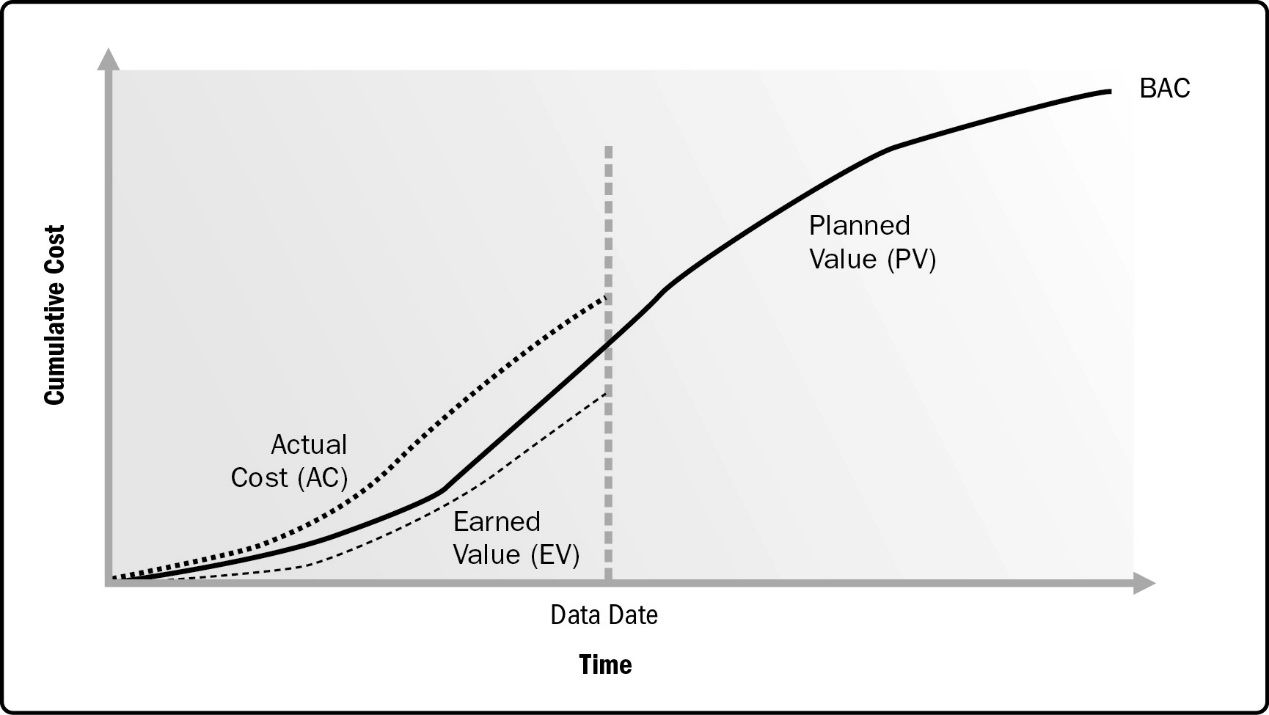 BAC
Planned
Value (PV)
Cumulative Cost
Actual
Cost (AC)
Earned
Value (EV)
Data Date
Time